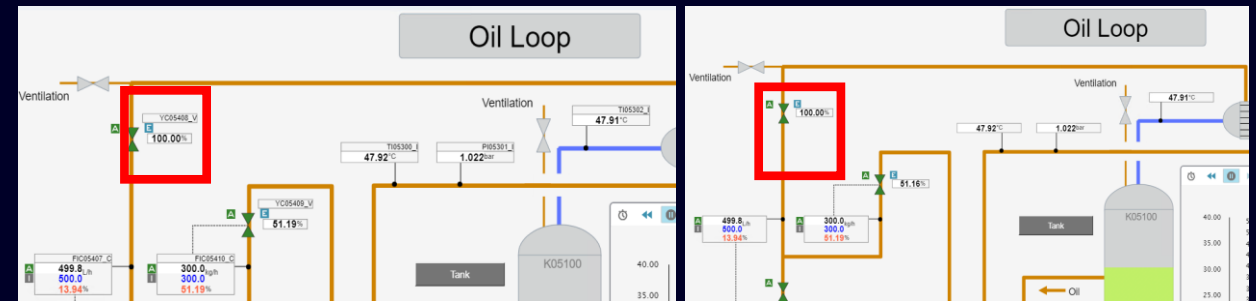 Oil Loop
Ventilation
YC05408_V
A
E
100.00%
Ventilation
TI05302_I
47.91°C
TI05300_I
47.92°C
PI05301_I
1.022bar
YC05409_V
A
E
51.19%
FIC05407_C
A
I
499.8L/h
500.0
13.94%
FIC05410_C
A
I
300.0kg/h
300.0
51.19%
K05100
Tank
40.00
35.00
Oil Loop
Ventilation
A
E
100.00%
Ventilation
47.91°C
47.92°C
1.022bar
A
E
51.16%
A
I
499.8L/h
500.0
13.94%
A
I
300.0kg/h
300.0
51.19%
Tank
K05100
40.00
35.00
30.00
25.00
A
Oil